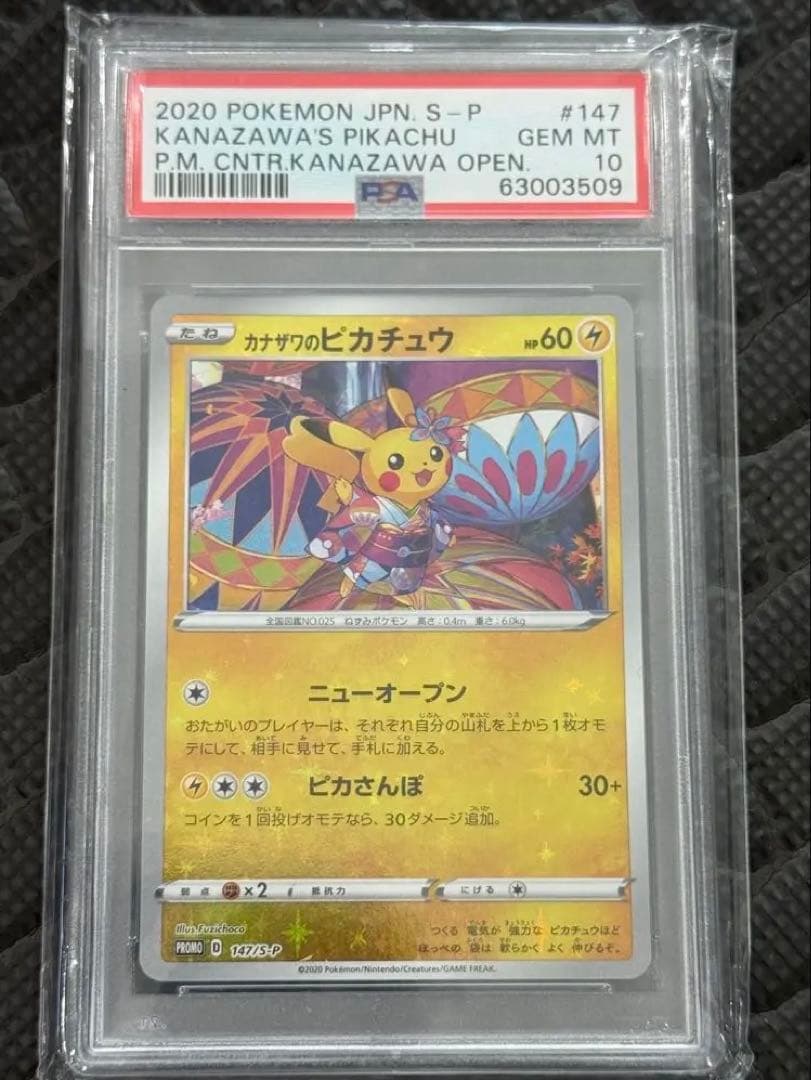 2020 POKEMON JPN. S-P #147
KANAZAWA'S PIKACHU GEM MT
P.M. CNTR.KANAZAWA OPEN. 10
PSA 63003509
たね カナザワのピカチュウ HP60
全国図鑑NO.025 ねずみポケモン 高さ:0.4m 重さ:6.0kg
ニューオープン
おたがいのプレイヤーは、それぞれ自分の山札を上から1枚オモ
テにして、相手に見せて、手札に加える。
ピカさんぽ 30+
コインを1回投げオモテなら、30ダメージ追加。
弱点 ×2 抵抗力 にげる
Illus.Fuzichoco
つくる 電気が 強力な ピカチュウほど
PROMO D 147/S-P
ほっぺの 袋は 軟らかく よく 伸びるぞ。
©2020 Pokémon/Nintendo/Creatures/GAME FREAK.